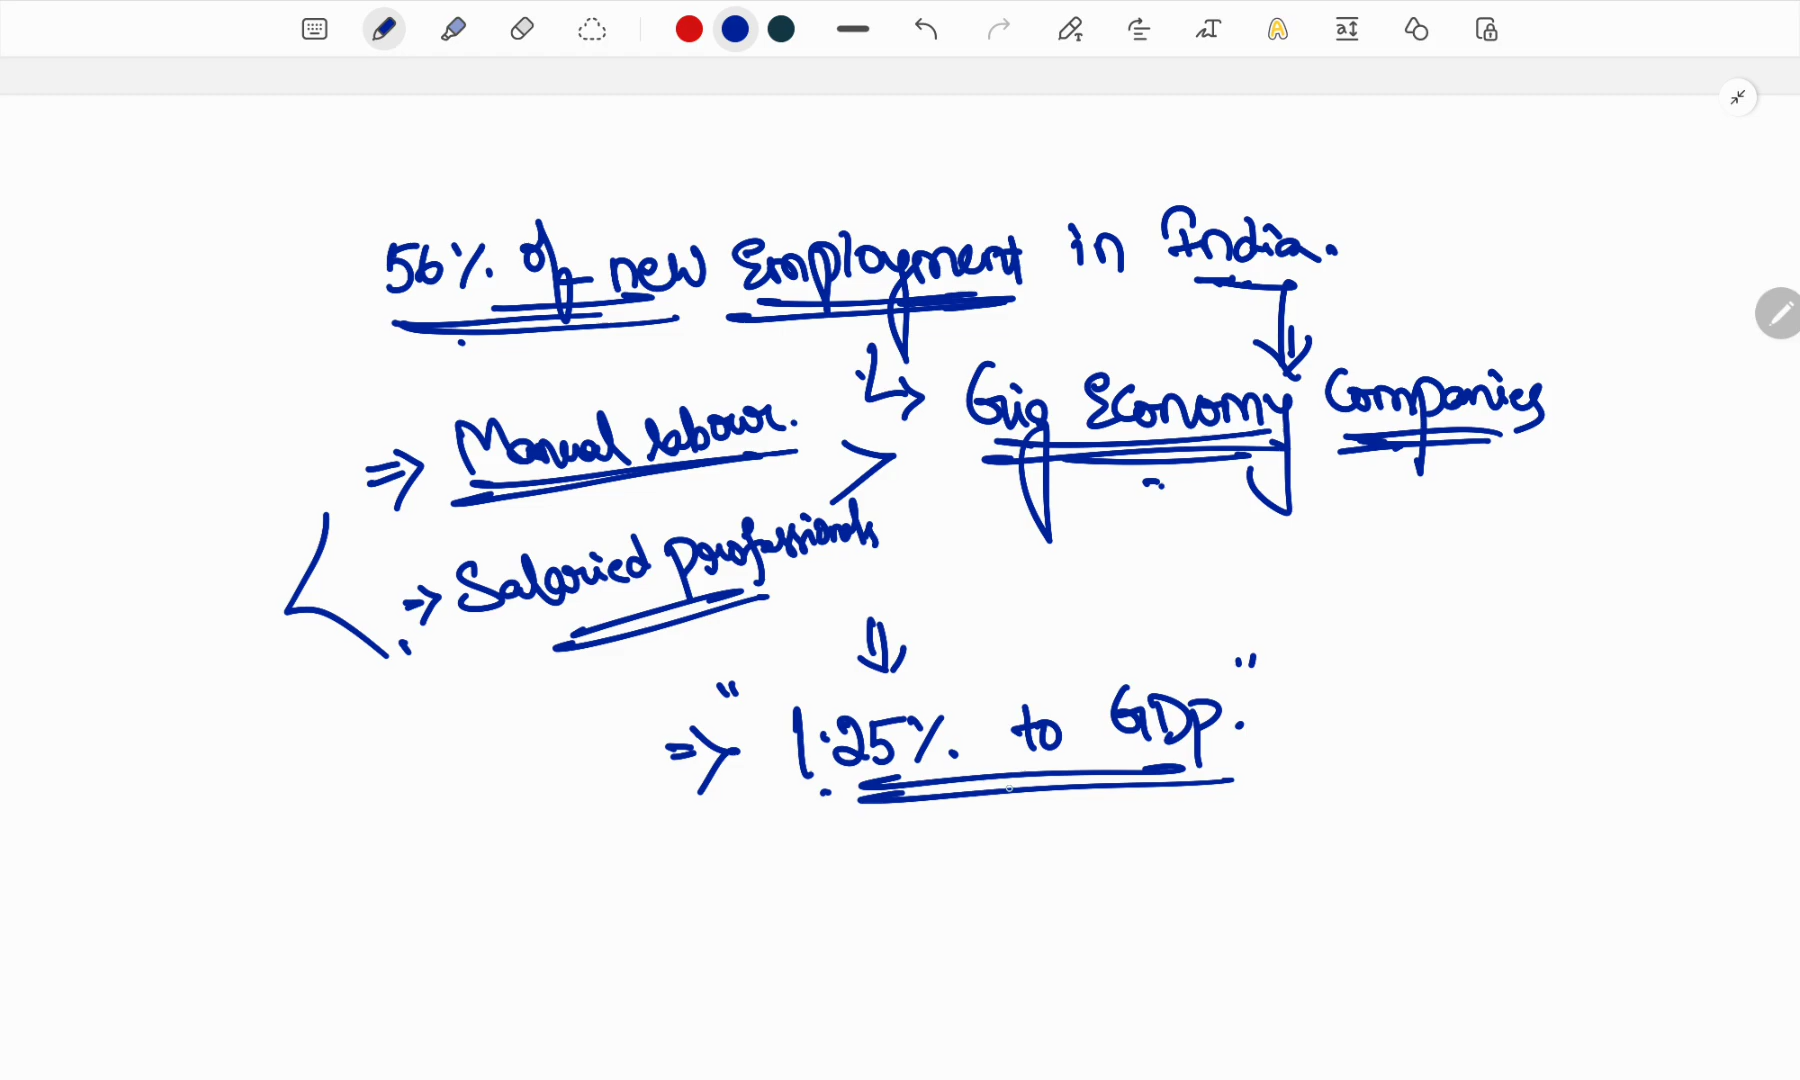 56% of new Employment in India.
Gig Economy Companies
⇒ Manual labour.
⇒ Salaried professionals
⇒ "1.25% to GDP."